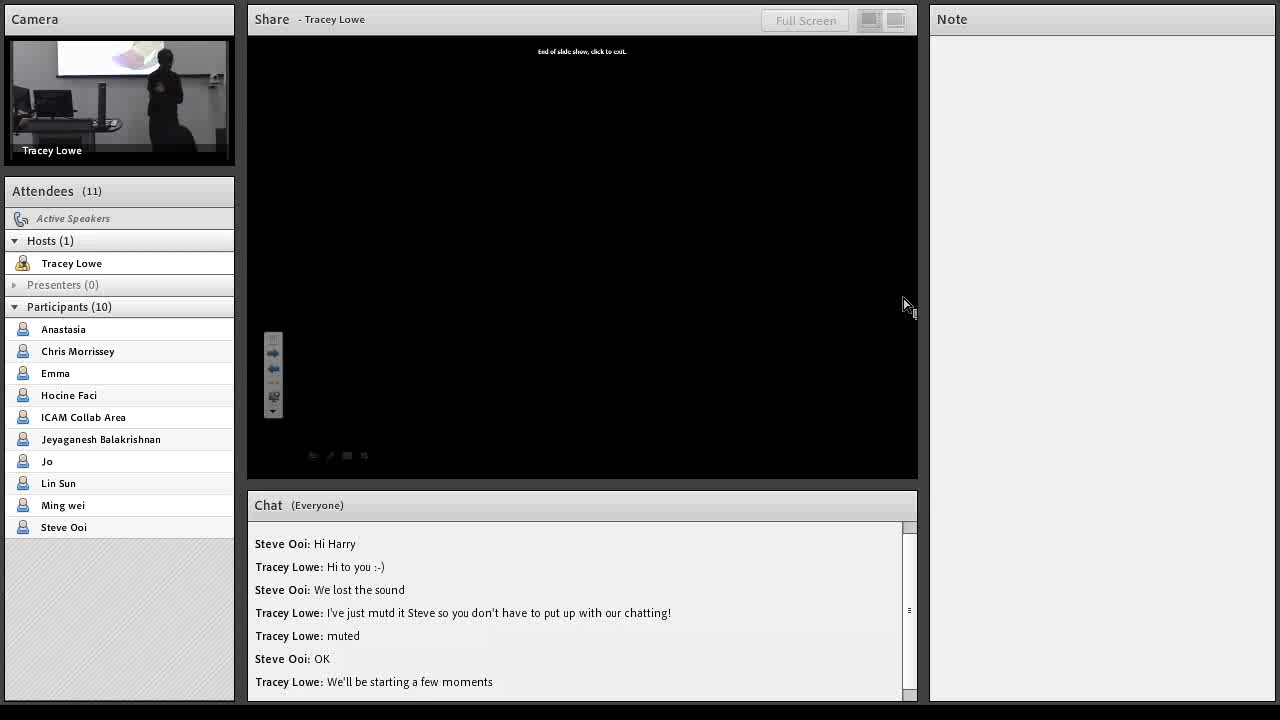 Camera
Tracey Lowe
Attendees (11)
Active Speakers
Hosts (1)
Tracey Lowe
Presenters (0)
Participants (10)
Anastasia
Chris Morrissey
Emma
Hocine Faci
ICAM Collab Area
Jeyaganesh Balakrishnan
Jo
Lin Sun
Ming wei
Steve Ooi
Share - Tracey Lowe
Full Screen
End of slide show, click to exit.
Chat (Everyone)
Steve Ooi: Hi Harry
Tracey Lowe: Hi to you :-)
Steve Ooi: We lost the sound
Tracey Lowe: I've just mutd it Steve so you don't have to put up with our chatting!
Tracey Lowe: muted
Steve Ooi: OK
Tracey Lowe: We'll be starting a few moments
Note